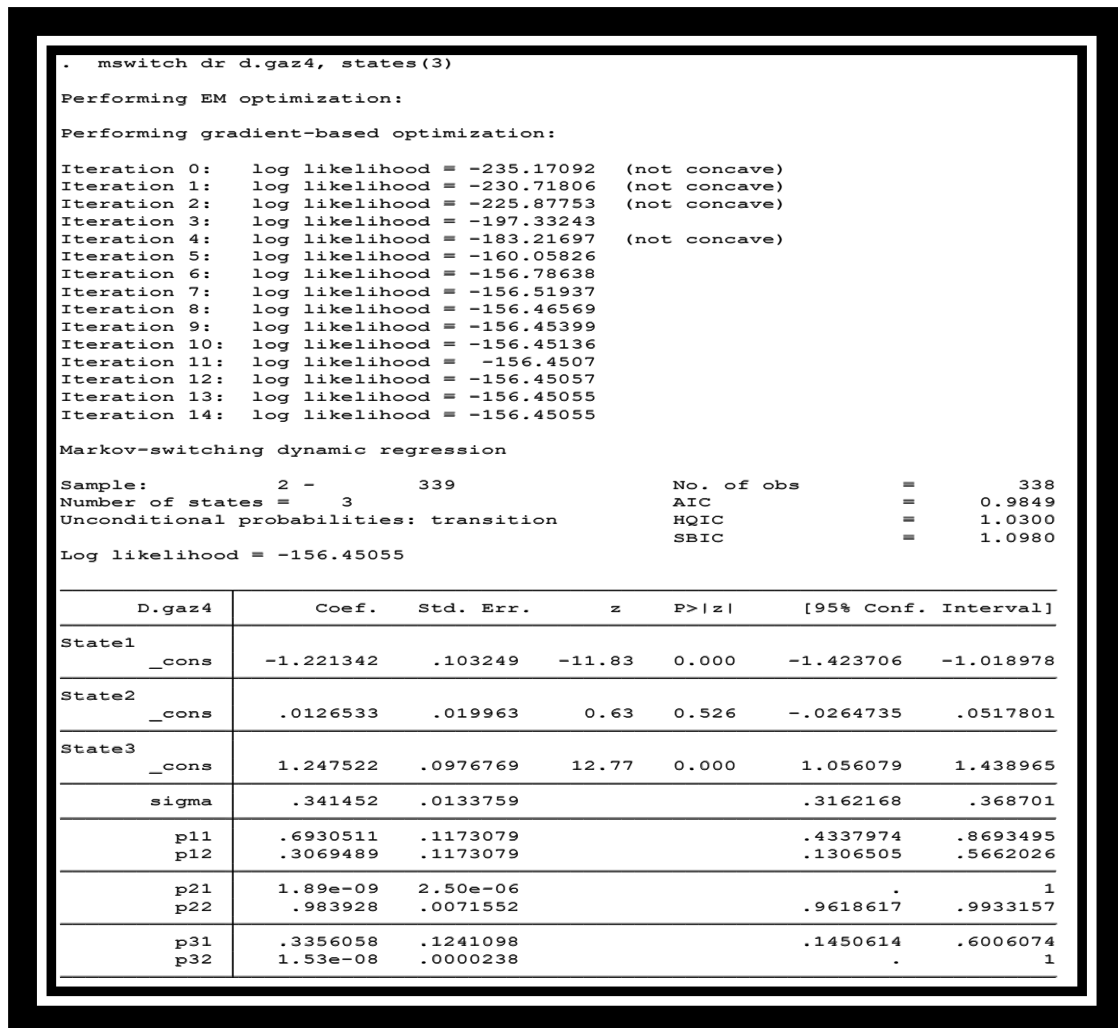 . mswitch dr d.gaz4, states(3)
Performing EM optimization:
Performing gradient-based optimization:
Iteration 0: log likelihood = -235.17092 (not concave)
Iteration 1: log likelihood = -230.71806 (not concave)
Iteration 2: log likelihood = -225.87753 (not concave)
Iteration 3: log likelihood = -197.33243
Iteration 4: log likelihood = -183.21697 (not concave)
Iteration 5: log likelihood = -160.05826
Iteration 6: log likelihood = -156.78638
Iteration 7: log likelihood = -156.51937
Iteration 8: log likelihood = -156.46569
Iteration 9: log likelihood = -156.45399
Iteration 10: log likelihood = -156.45136
Iteration 11: log likelihood = -156.4507
Iteration 12: log likelihood = -156.45057
Iteration 13: log likelihood = -156.45055
Iteration 14: log likelihood = -156.45055
Markov-switching dynamic regression
Sample: 2 - 339 No. of obs = 338
Number of states = 3 AIC = 0.9849
Unconditional probabilities: transition HQIC = 1.0300
SBIC = 1.0980
Log likelihood = -156.45055
D.gaz4 Coef. Std. Err. z P>|z| [95% Conf. Interval]
State1
_cons -1.221342 .103249 -11.83 0.000 -1.423706 -1.018978
State2
_cons .0126533 .019963 0.63 0.526 -.0264735 .0517801
State3
_cons 1.247522 .0976769 12.77 0.000 1.056079 1.438965
sigma .341452 .0133759 .3162168 .368701
p11 .6930511 .1173079 .4337974 .8693495
p12 .3069489 .1173079 .1306505 .5662026
p21 1.89e-09 2.50e-06 . 1
p22 .983928 .0071552 .9618617 .9933157
p31 .3356058 .1241098 .1450614 .6006074
p32 1.53e-08 .0000238 . 1